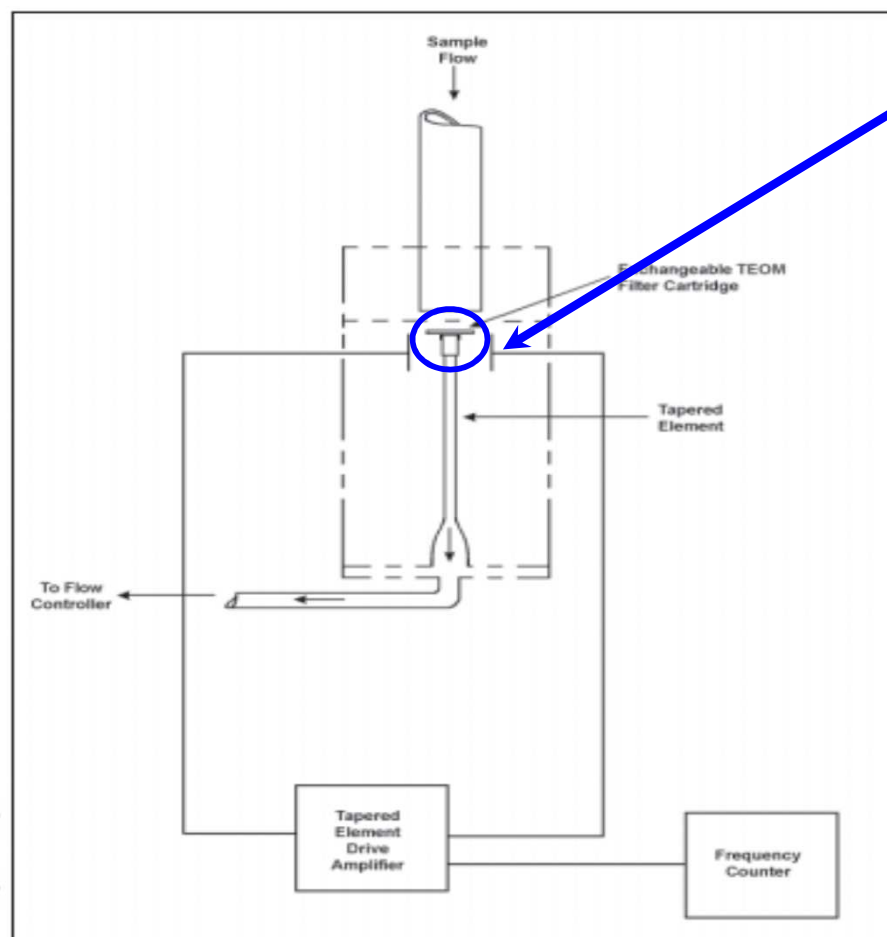 Sample
Flow
Exchangeable TEOM
Filter Cartridge
Tapered
Element
To Flow
Controller
Tapered
Element
Drive
Amplifier
Frequency
Counter